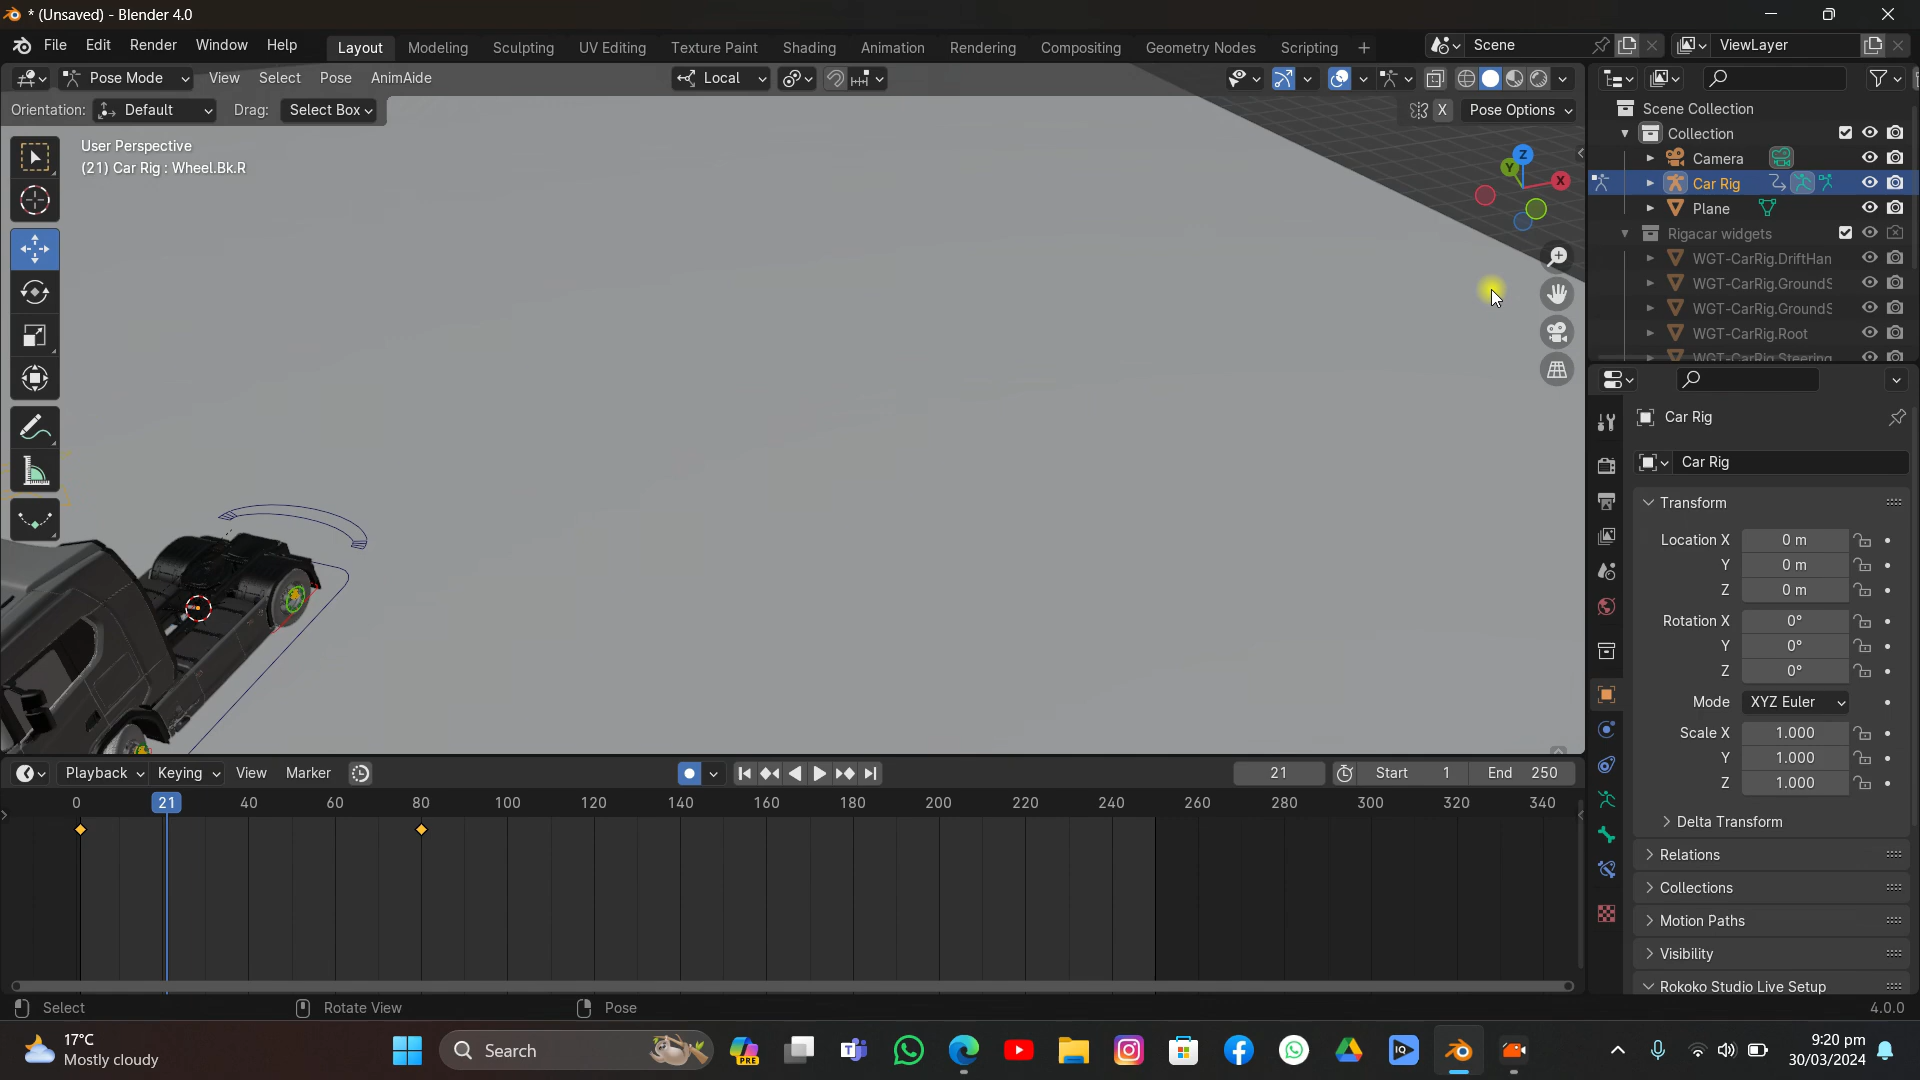 * (Unsaved) - Blender 4.0
File Edit Render Window Help Layout Modeling Sculpting UV Editing Texture Paint Shading Animation Rendering Compositing Geometry Nodes Scripting + Scene ViewLayer
Pose Mode View Select Pose AnimAide Local
Orientation: Default Drag: Select Box X Pose Options
User Perspective
(21) Car Rig : Wheel.Bk.R
Z
Y
X
Scene Collection
Collection
Camera
Car Rig
Plane
Rigacar widgets
WGT-CarRig.DriftHan
WGT-CarRig.GroundS
WGT-CarRig.GroundS
WGT-CarRig.Root
WGT-CarRig.Steering
Car Rig
Car Rig
Transform
Location X 0 m
Y 0 m
Z 0 m
Rotation X 0°
Y 0°
Z 0°
Mode XYZ Euler
Scale X 1.000
Y 1.000
Z 1.000
Delta Transform
Relations
Collections
Motion Paths
Visibility
Rokoko Studio Live Setup
Playback Keying View Marker 21 Start 1 End 250
0 21 40 60 80 100 120 140 160 180 200 220 240 260 280 300 320 340
Select Rotate View Pose 4.0.0
17°C
Mostly cloudy
Search
PRE
IQ
9:20 pm
30/03/2024